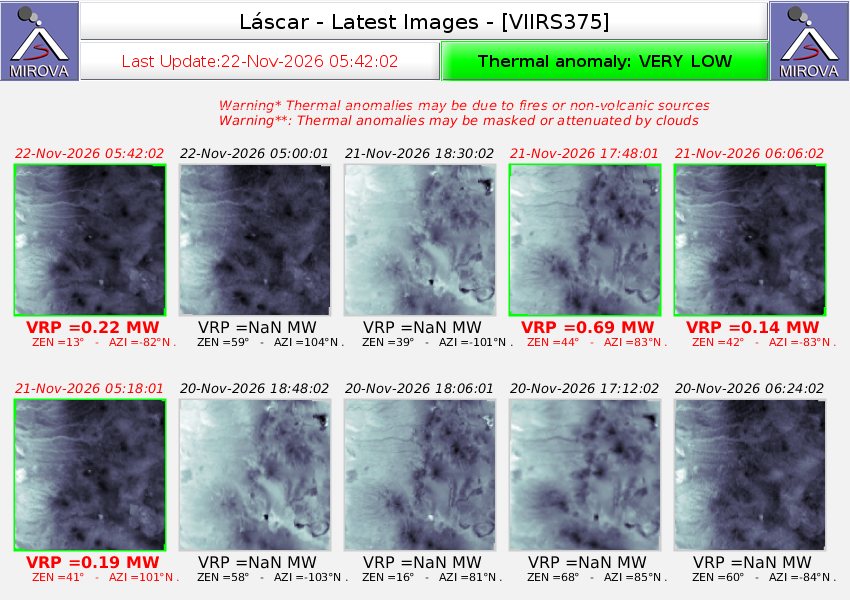 MIROVA
Láscar - Latest Images - [VIIRS375]
MIROVA
Last Update:22-Nov-2026 05:42:02
Thermal anomaly: VERY LOW
Warning* Thermal anomalies may be due to fires or non-volcanic sources
Warning**: Thermal anomalies may be masked or attenuated by clouds
22-Nov-2026 05:42:02
22-Nov-2026 05:00:01
21-Nov-2026 18:30:02
21-Nov-2026 17:48:01
21-Nov-2026 06:06:02
VRP =0.22 MW
VRP =NaN MW
VRP =NaN MW
VRP =0.69 MW
VRP =0.14 MW
ZEN =13° - AZI =-82°N .
ZEN =59° - AZI =104°N .
ZEN =39° - AZI =-101°N .
ZEN =44° - AZI =83°N .
ZEN =42° - AZI =-83°N .
21-Nov-2026 05:18:01
20-Nov-2026 18:48:02
20-Nov-2026 18:06:01
20-Nov-2026 17:12:02
20-Nov-2026 06:24:02
VRP =0.19 MW
VRP =NaN MW
VRP =NaN MW
VRP =NaN MW
VRP =NaN MW
ZEN =41° - AZI =101°N .
ZEN =58° - AZI =-103°N .
ZEN =16° - AZI =81°N .
ZEN =68° - AZI =85°N .
ZEN =60° - AZI =-84°N .